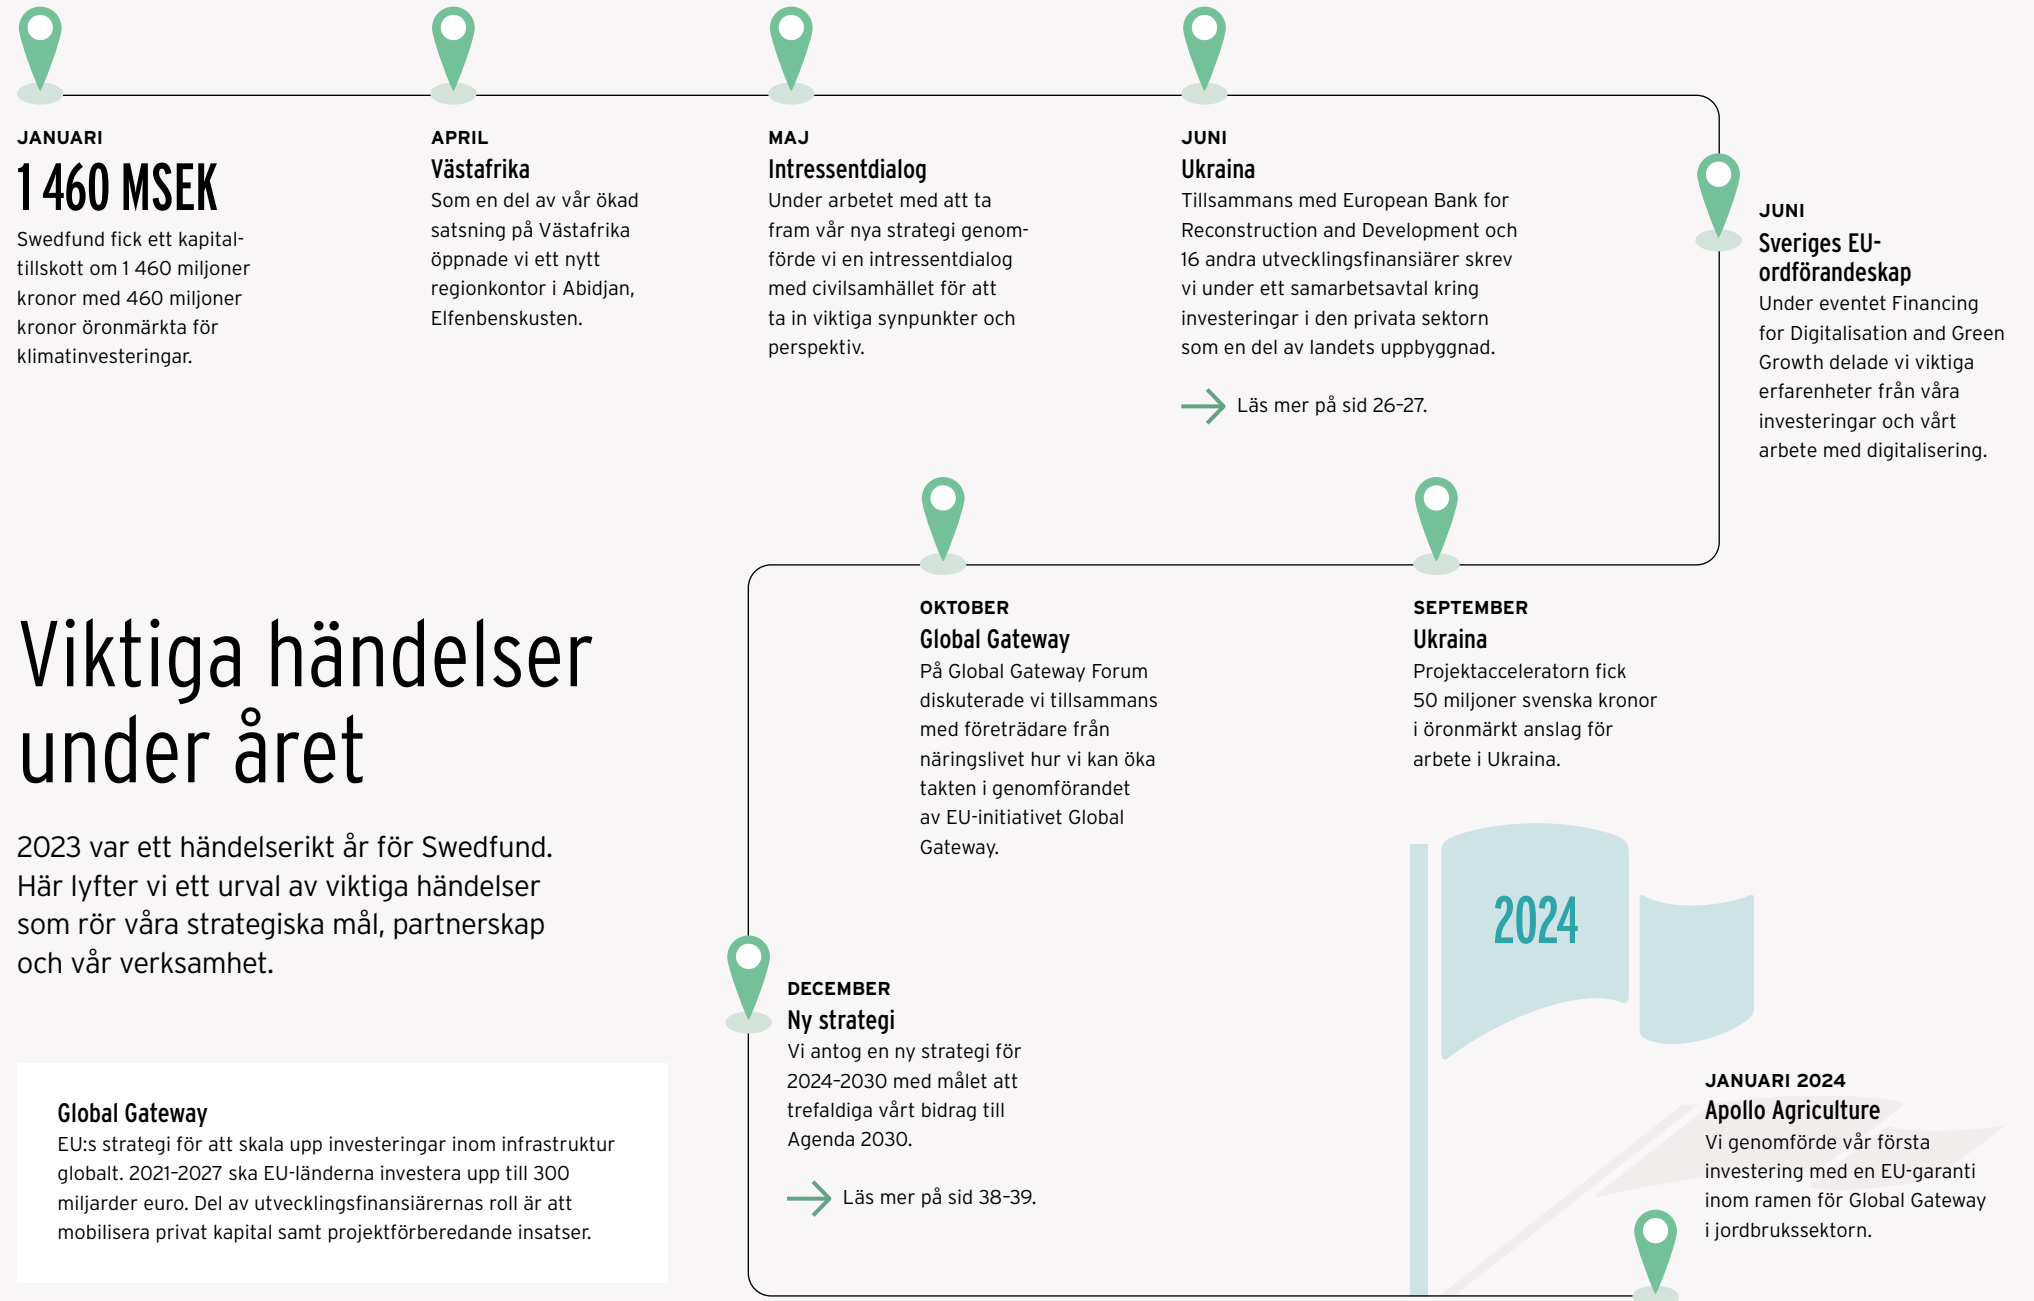 JANUARI
1 460 MSEK
Swedfund fick ett kapital-
tillskott om 1 460 miljoner
kronor med 460 miljoner
kronor öronmärkta för
klimatinvesteringar.
APRIL
Västafrika
Som en del av vår ökad
satsning på Västafrika
öppnade vi ett nytt
regionkontor i Abidjan,
Elfenbenskusten.
MAJ
Intressentdialog
Under arbetet med att ta
fram vår nya strategi genom-
förde vi en intressentdialog
med civilsamhället för att
ta in viktiga synpunkter och
perspektiv.
JUNI
Ukraina
Tillsammans med European Bank for
Reconstruction and Development och
16 andra utvecklingsfinansiärer skrev
vi under ett samarbetsavtal kring
investeringar i den privata sektorn
som en del av landets uppbyggnad.
Läs mer på sid 26–27.
JUNI
Sveriges EU-
ordförandeskap
Under eventet Financing
for Digitalisation and Green
Growth delade vi viktiga
erfarenheter från våra
investeringar och vårt
arbete med digitalisering.
SEPTEMBER
Ukraina
Projektacceleratorn fick
50 miljoner svenska kronor
i öronmärkt anslag för
arbete i Ukraina.
OKTOBER
Global Gateway
På Global Gateway Forum
diskuterade vi tillsammans
med företrädare från
näringslivet hur vi kan öka
takten i genomförandet
av EU-initiativet Global
Gateway.
DECEMBER
Ny strategi
Vi antog en ny strategi för
2024–2030 med målet att
trefaldiga vårt bidrag till
Agenda 2030.
Läs mer på sid 38–39.
2024
JANUARI 2024
Apollo Agriculture
Vi genomförde vår första
investering med en EU-garanti
inom ramen för Global Gateway
i jordbrukssektorn.
Viktiga händelser
under året
2023 var ett händelserikt år för Swedfund.
Här lyfter vi ett urval av viktiga händelser
som rör våra strategiska mål, partnerskap
och vår verksamhet.
Global Gateway
EU:s strategi för att skala upp investeringar inom infrastruktur
globalt. 2021–2027 ska EU-länderna investera upp till 300
miljarder euro. Del av utvecklingsfinansiärernas roll är att
mobilisera privat kapital samt projektförberedande insatser.